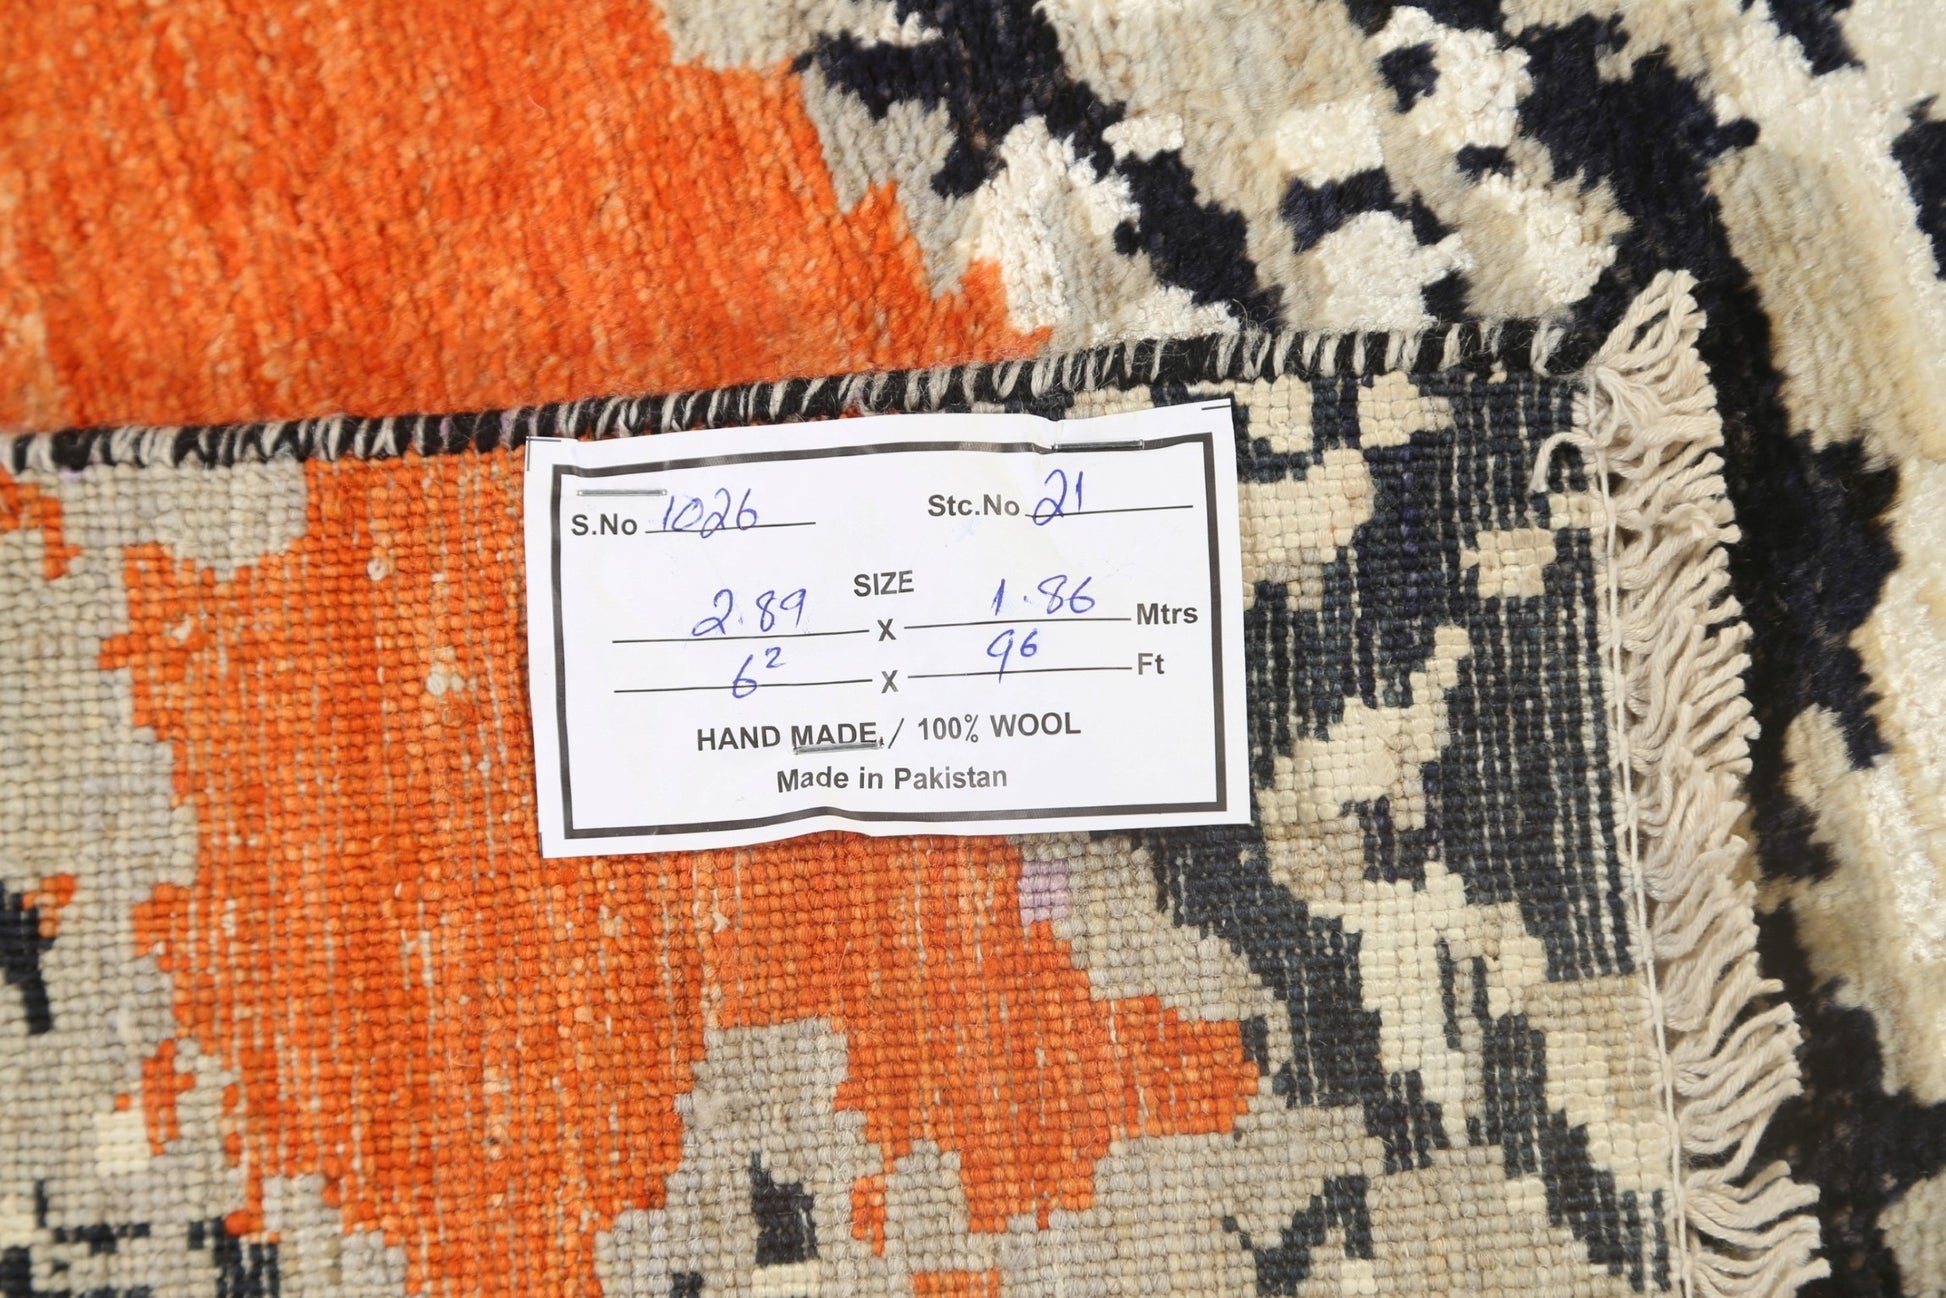 S.No 1026 Stc.No 21
SIZE
2.89 X 1.86 Mtrs
6² X 9⁶ Ft
HAND MADE / 100% WOOL
Made in Pakistan